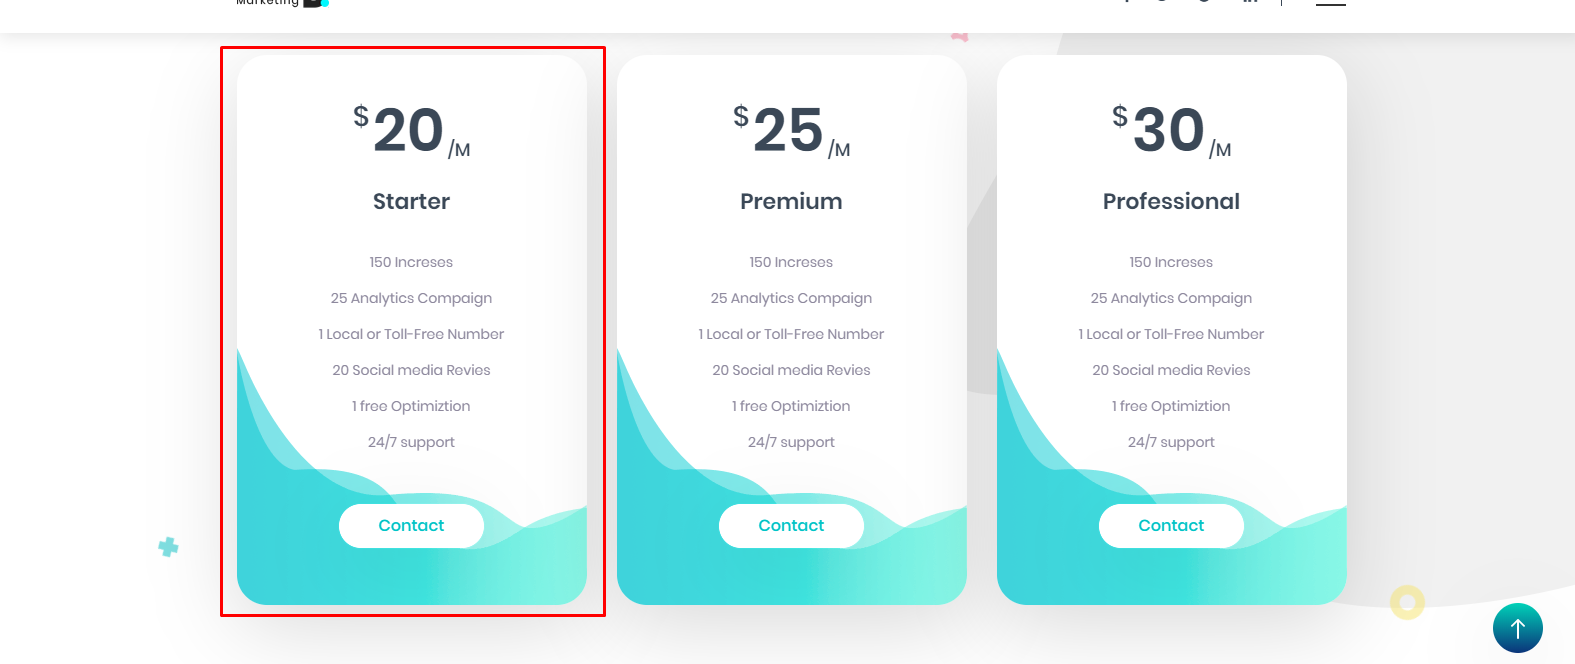 Marketing
$20/M
Starter
150 Increses
25 Analytics Compaign
1 Local or Toll-Free Number
20 Social media Revies
1 free Optimiztion
24/7 support
Contact
$25/M
Premium
150 Increses
25 Analytics Compaign
1 Local or Toll-Free Number
20 Social media Revies
1 free Optimiztion
24/7 support
Contact
$30/M
Professional
150 Increses
25 Analytics Compaign
1 Local or Toll-Free Number
20 Social media Revies
1 free Optimiztion
24/7 support
Contact